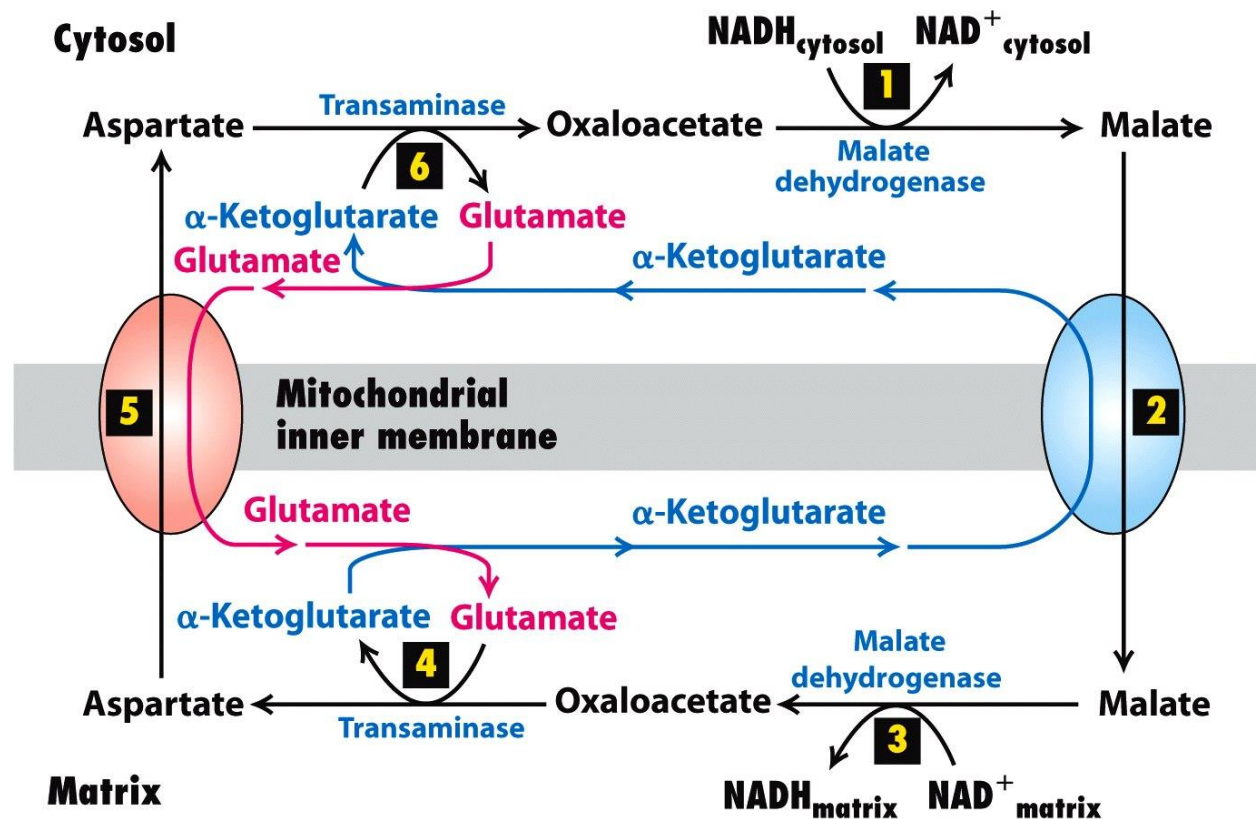 Cytosol
NADHcytosol NAD+cytosol
1
Aspartate
Transaminase
Oxaloacetate
Malate
dehydrogenase
Malate
6
α-Ketoglutarate
Glutamate
Glutamate
α-Ketoglutarate
5
Mitochondrial
inner membrane
2
Glutamate
α-Ketoglutarate
α-Ketoglutarate
Glutamate
4
Malate
dehydrogenase
Aspartate
Transaminase
Oxaloacetate
Malate
3
Matrix
NADHmatrix NAD+matrix